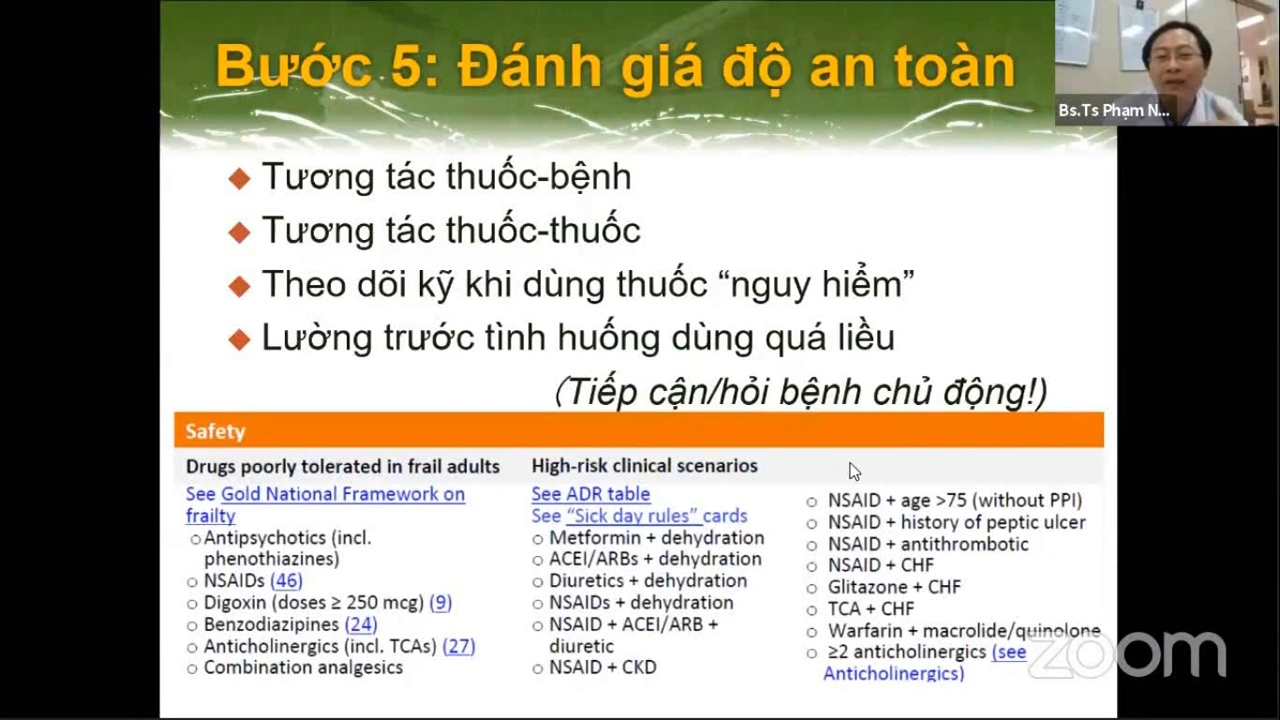 Bước 5: Đánh giá độ an toàn
Bs.Ts Phạm N...
Tương tác thuốc-bệnh
Tương tác thuốc-thuốc
Theo dõi kỹ khi dùng thuốc “nguy hiểm”
Lường trước tình huống dùng quá liều
(Tiếp cận/hỏi bệnh chủ động!)
Safety
Drugs poorly tolerated in frail adults
See Gold National Framework on
frailty
Antipsychotics (incl.
phenothiazines)
NSAIDs (46)
Digoxin (doses ≥ 250 mcg) (9)
Benzodiazipines (24)
Anticholinergics (incl. TCAs) (27)
Combination analgesics
High-risk clinical scenarios
See ADR table
See “Sick day rules” cards
Metformin + dehydration
ACEI/ARBs + dehydration
Diuretics + dehydration
NSAIDs + dehydration
NSAID + ACEI/ARB +
diuretic
NSAID + CKD
NSAID + age >75 (without PPI)
NSAID + history of peptic ulcer
NSAID + antithrombotic
NSAID + CHF
Glitazone + CHF
TCA + CHF
Warfarin + macrolide/quinolone
≥2 anticholinergics (see
Anticholinergics)
zoom